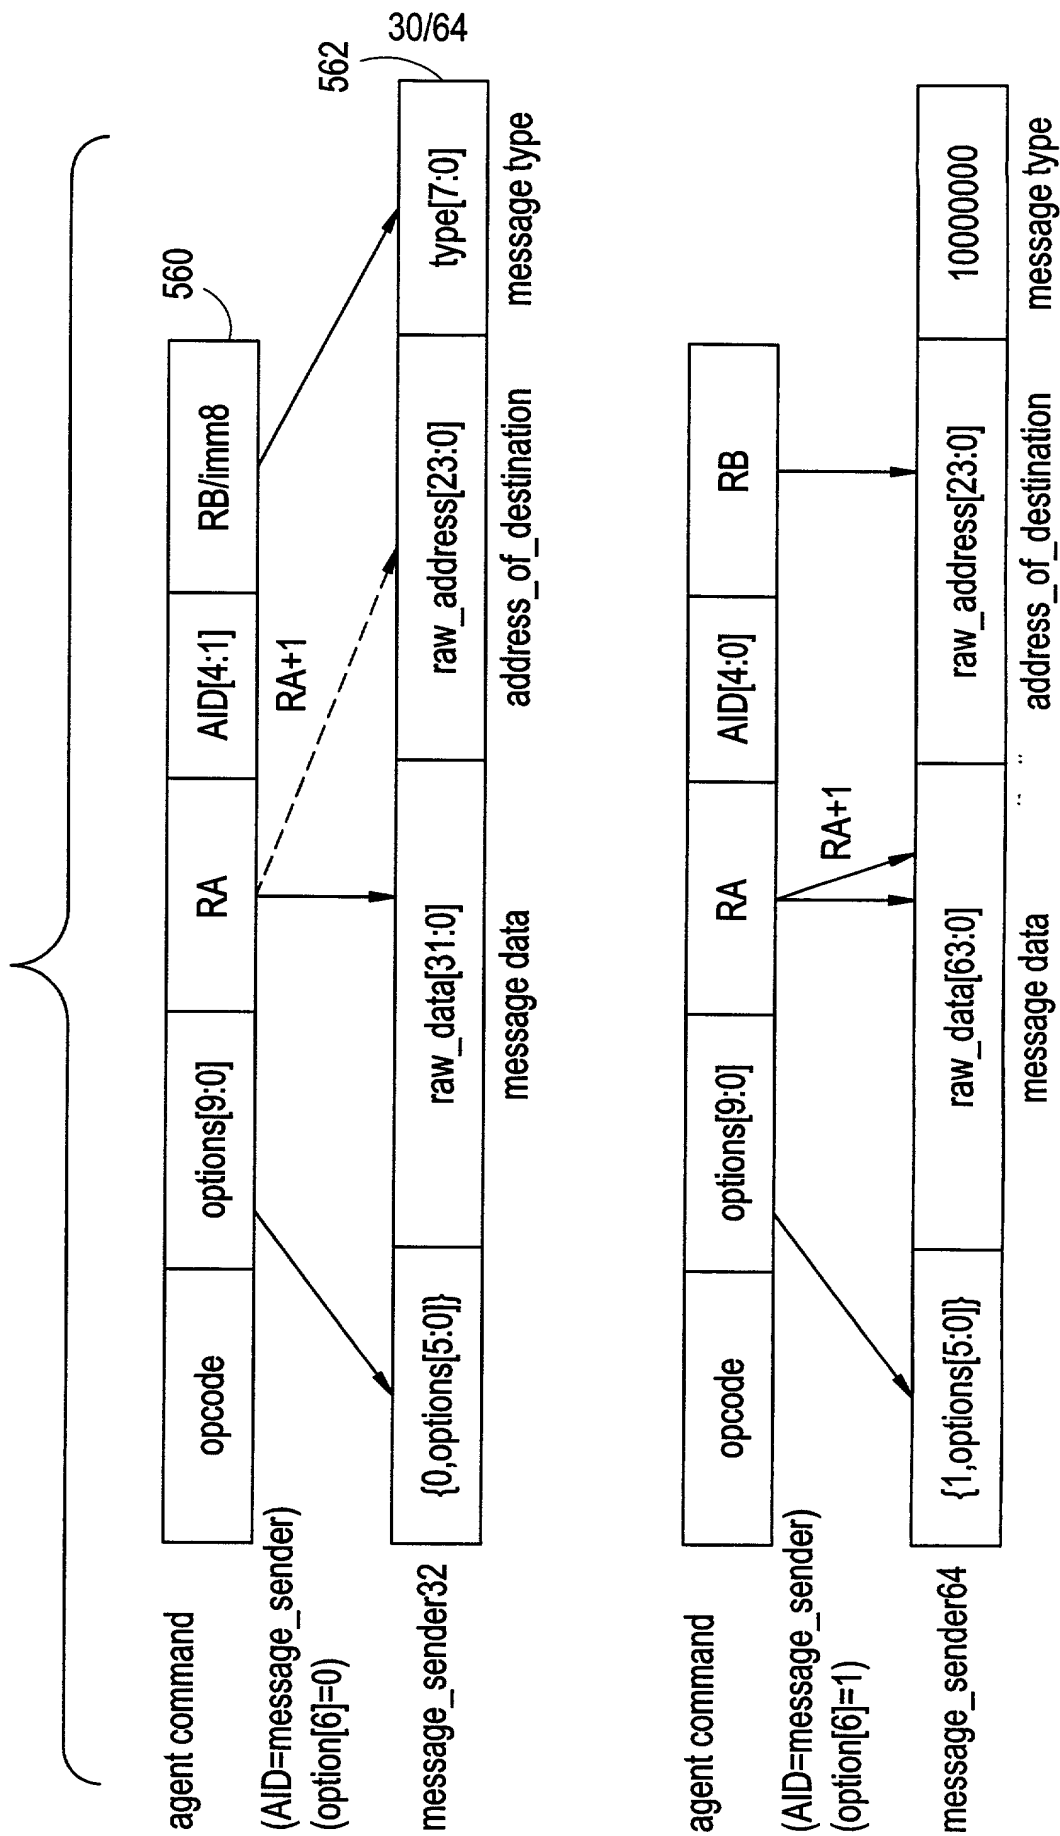 30/64
560
562
agent command
opcode
options[9:0]
RA
AID[4:1]
RB/imm8
(AID=message_sender)
(option[6]=0)
RA+1
message_sender32
{0,options[5:0]}
raw_data[31:0]
raw_address[23:0]
type[7:0]
message data
address_of_destination
message type
agent command
opcode
options[9:0]
RA
AID[4:0]
RB
(AID=message_sender)
(option[6]=1)
RA+1
message_sender64
{1,options[5:0]}
raw_data[63:0]
raw_address[23:0]
10000000
message data
address_of_destination
message type